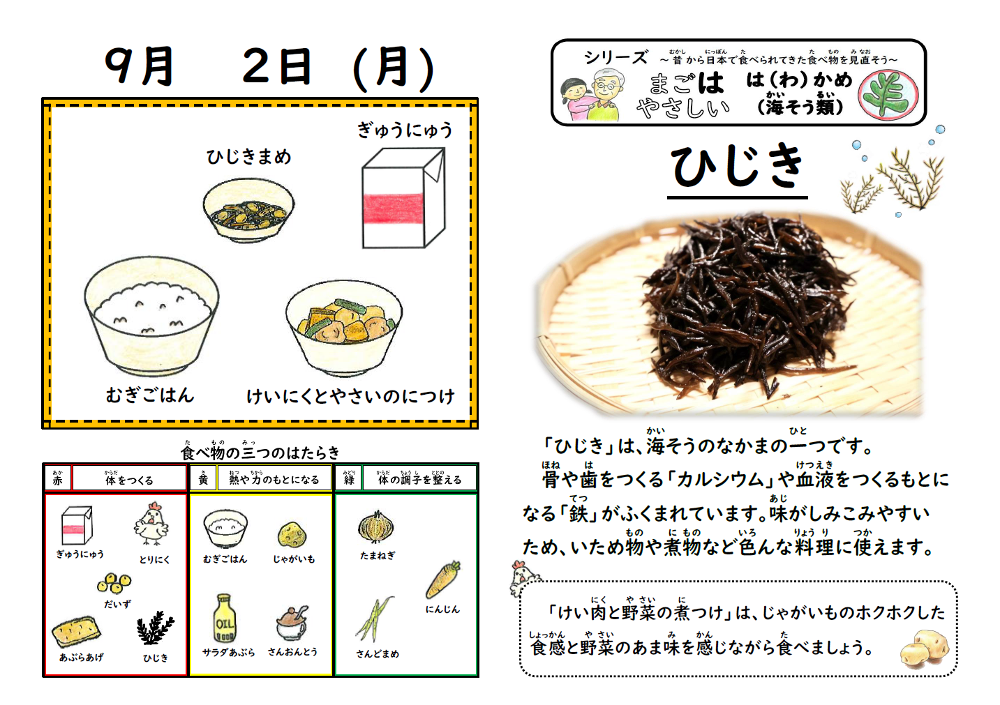 9月 2日 (月)
ぎゅうにゅう
ひじきまめ
むぎごはん
けいにくとやさいのにつけ
食べ物の三つのはたらき
赤 体をつくる
黄 熱や力のもとになる
緑 体の調子を整える
ぎゅうにゅう
とりにく
だいず
あぶらあげ
ひじき
むぎごはん
じゃがいも
OIL
サラダあぶら
さんおんとう
たまねぎ
にんじん
さんどまめ
シリーズ ～昔から日本で食べられてきた食べ物を見直そう～
まごは
やさしい
は(わ)かめ
(海そう類)
ひじき
「ひじき」は、海そうのなかまの一つです。
骨や歯をつくる「カルシウム」や血液をつくるもとに
なる「鉄」がふくまれています。味がしみこみやすい
ため、いため物や煮物など色んな料理に使えます。
「けい肉と野菜の煮つけ」は、じゃがいものホクホクした
食感と野菜のあま味を感じながら食べましょう。